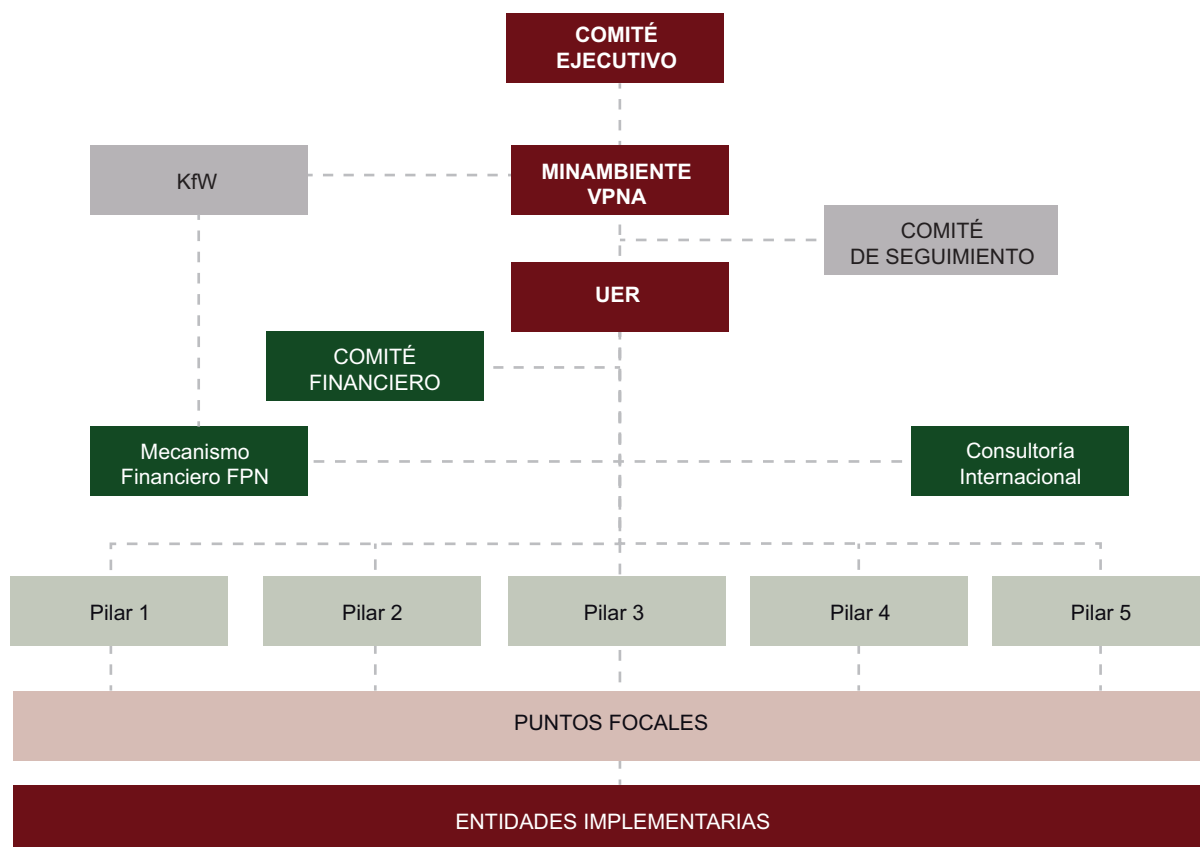 COMITÉ
EJECUTIVO
KfW
MINAMBIENTE
VPNA
COMITÉ
DE SEGUIMIENTO
UER
COMITÉ
FINANCIERO
Mecanismo
Financiero FPN
Consultoría
Internacional
Pilar 1
Pilar 2
Pilar 3
Pilar 4
Pilar 5
PUNTOS FOCALES
ENTIDADES IMPLEMENTARIAS